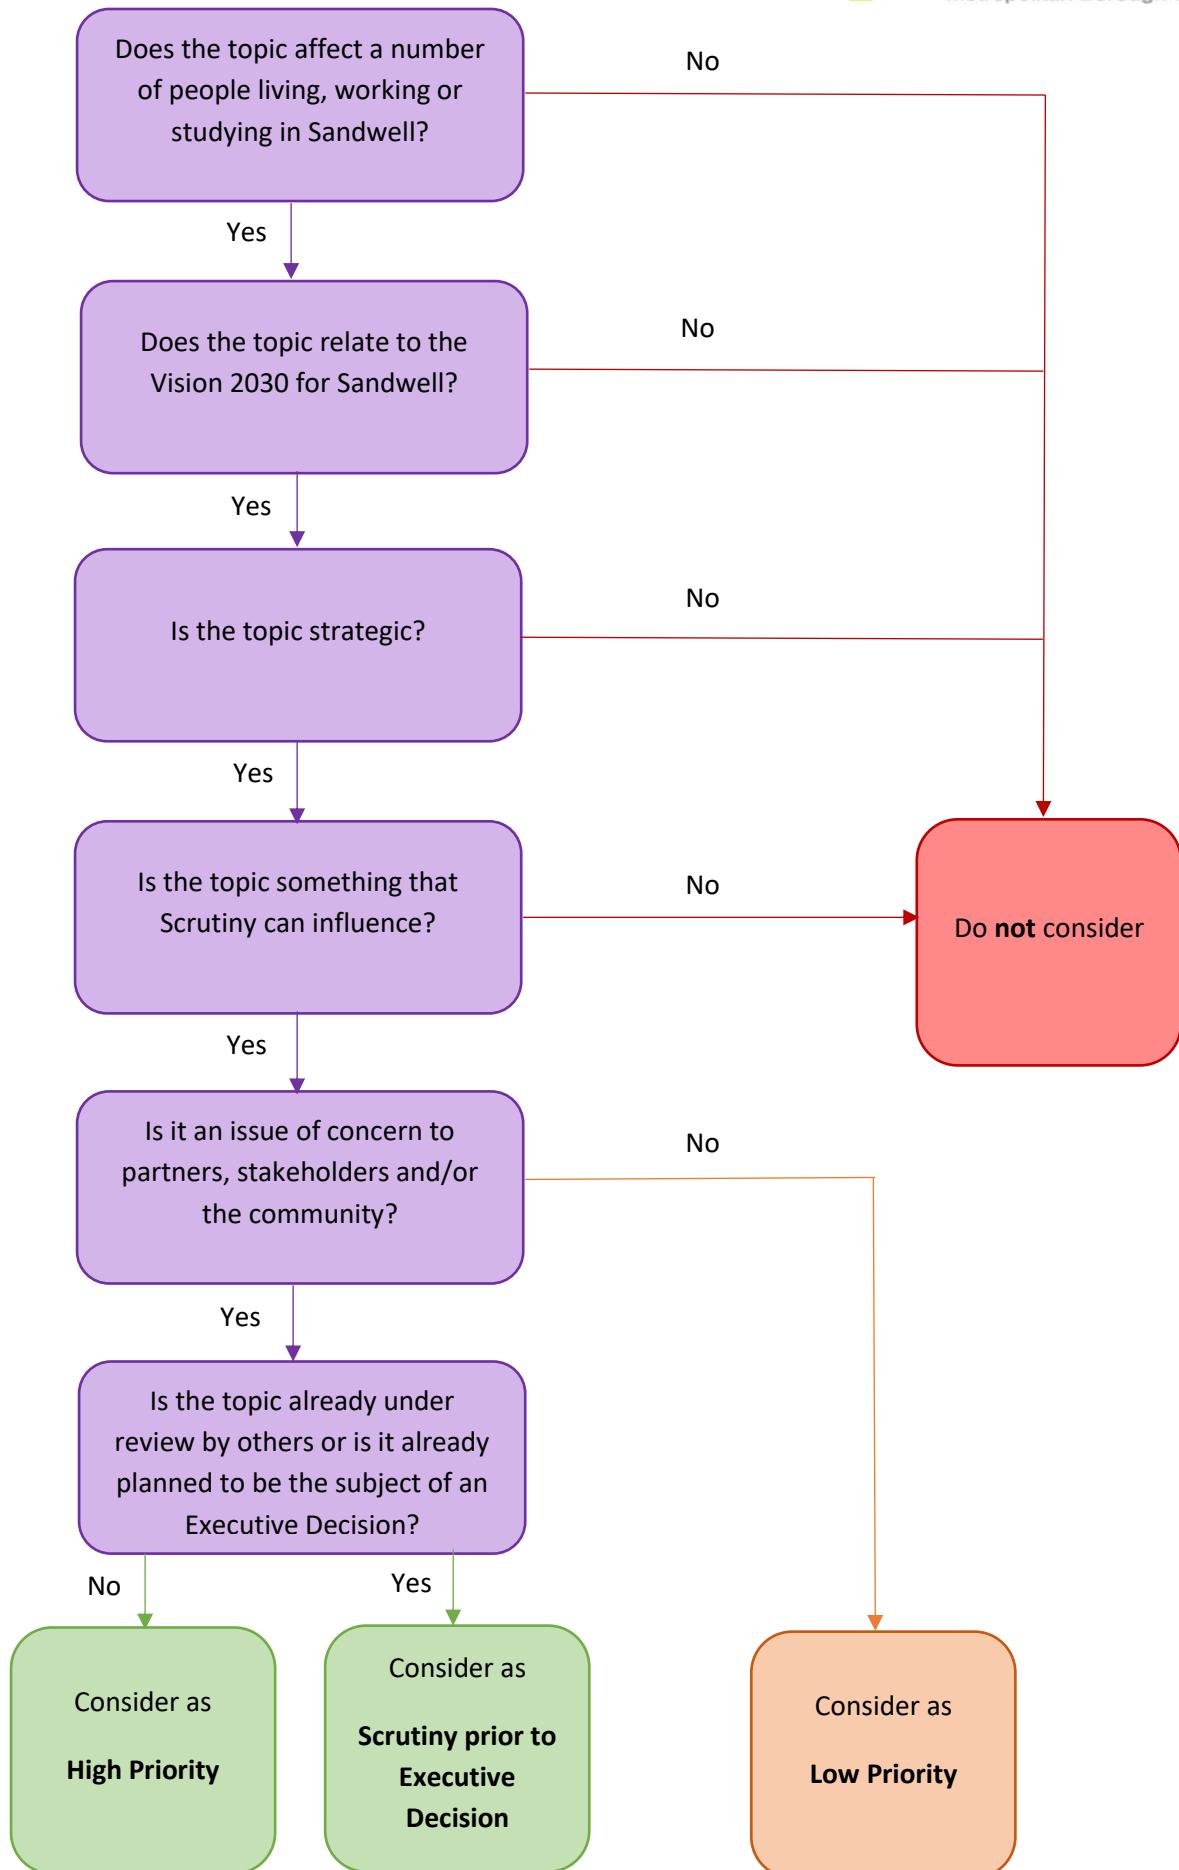 Does the topic affect a number
of people living, working or
studying in Sandwell?
No
Yes
Does the topic relate to the
Vision 2030 for Sandwell?
No
Yes
Is the topic strategic?
No
Yes
Is the topic something that
Scrutiny can influence?
No
Do not consider
Yes
Is it an issue of concern to
partners, stakeholders and/or
the community?
No
Yes
Is the topic already under
review by others or is it already
planned to be the subject of an
Executive Decision?
No
Yes
Consider as
High Priority
Consider as
Scrutiny prior to
Executive
Decision
Consider as
Low Priority